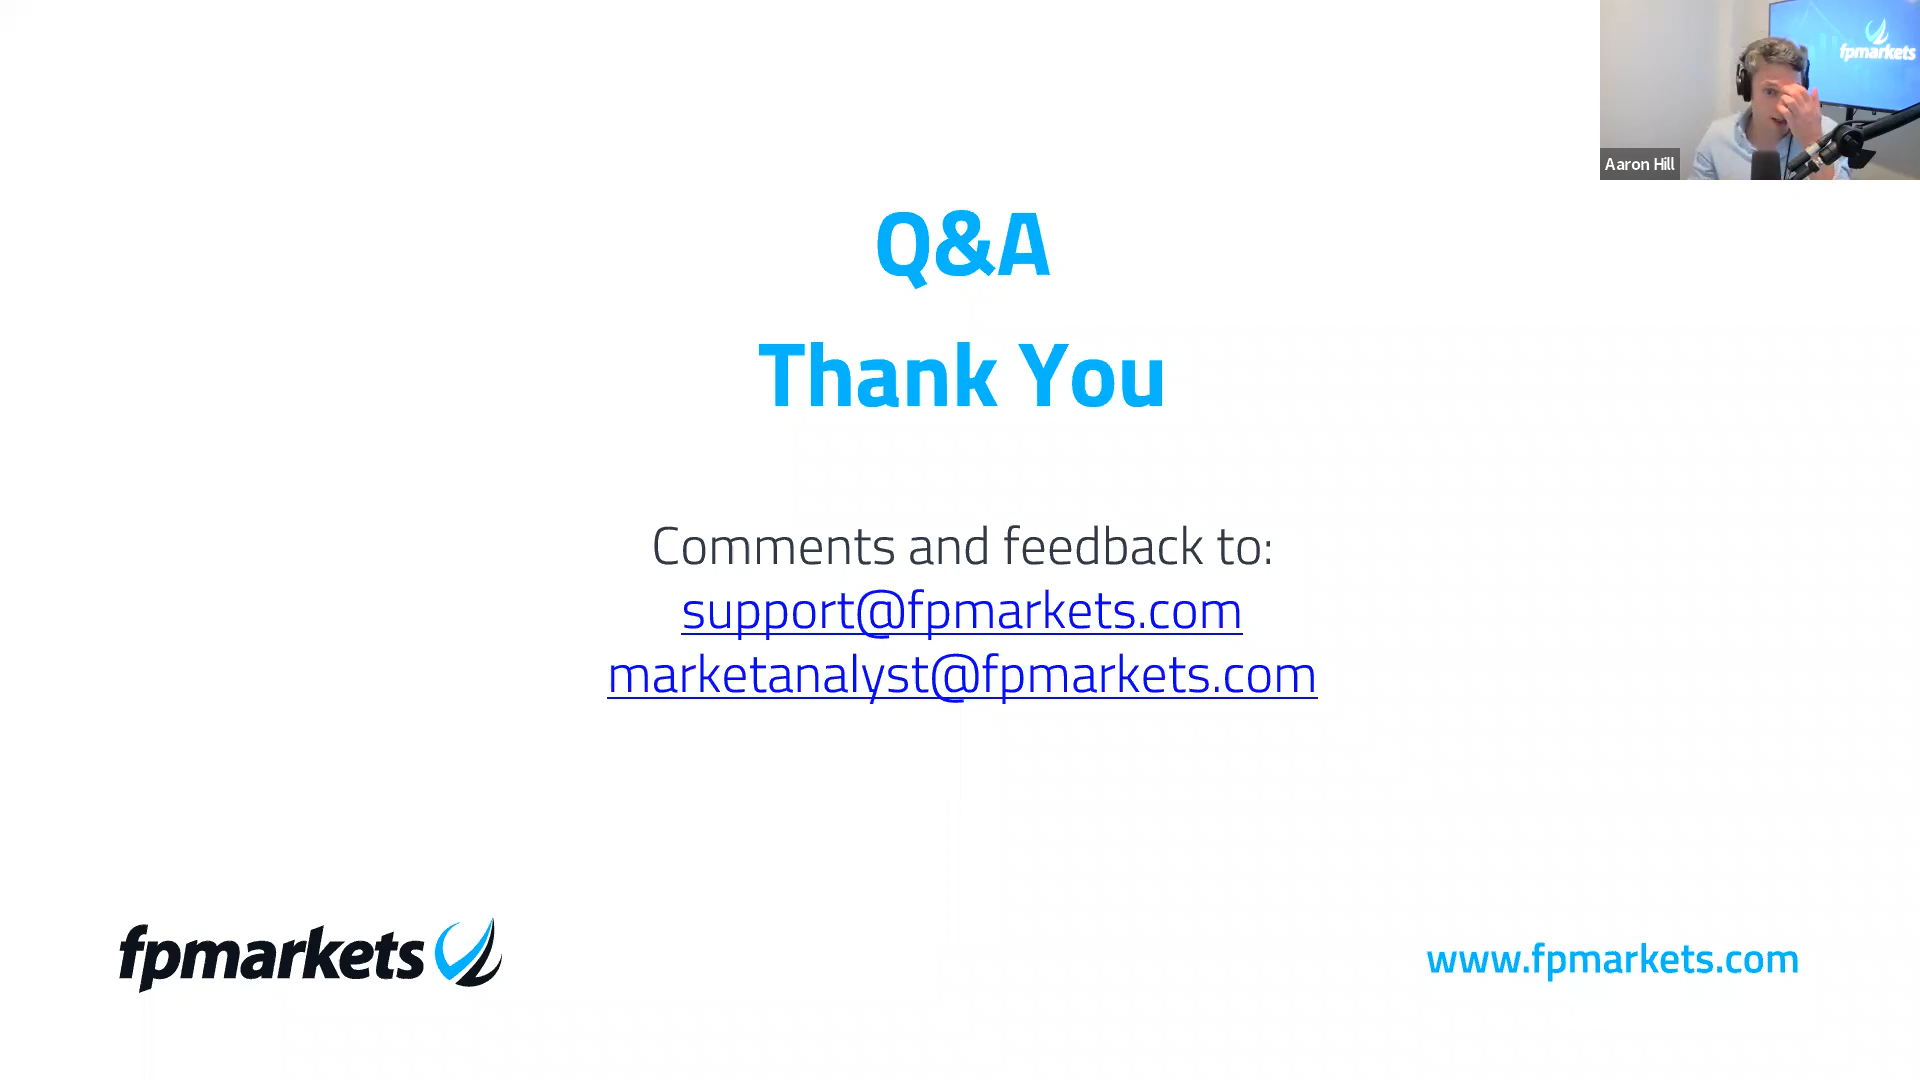 fpmarkets
Aaron Hill
Q&A
Thank You
Comments and feedback to:
support@fpmarkets.com
marketanalyst@fpmarkets.com
fpmarkets
www.fpmarkets.com